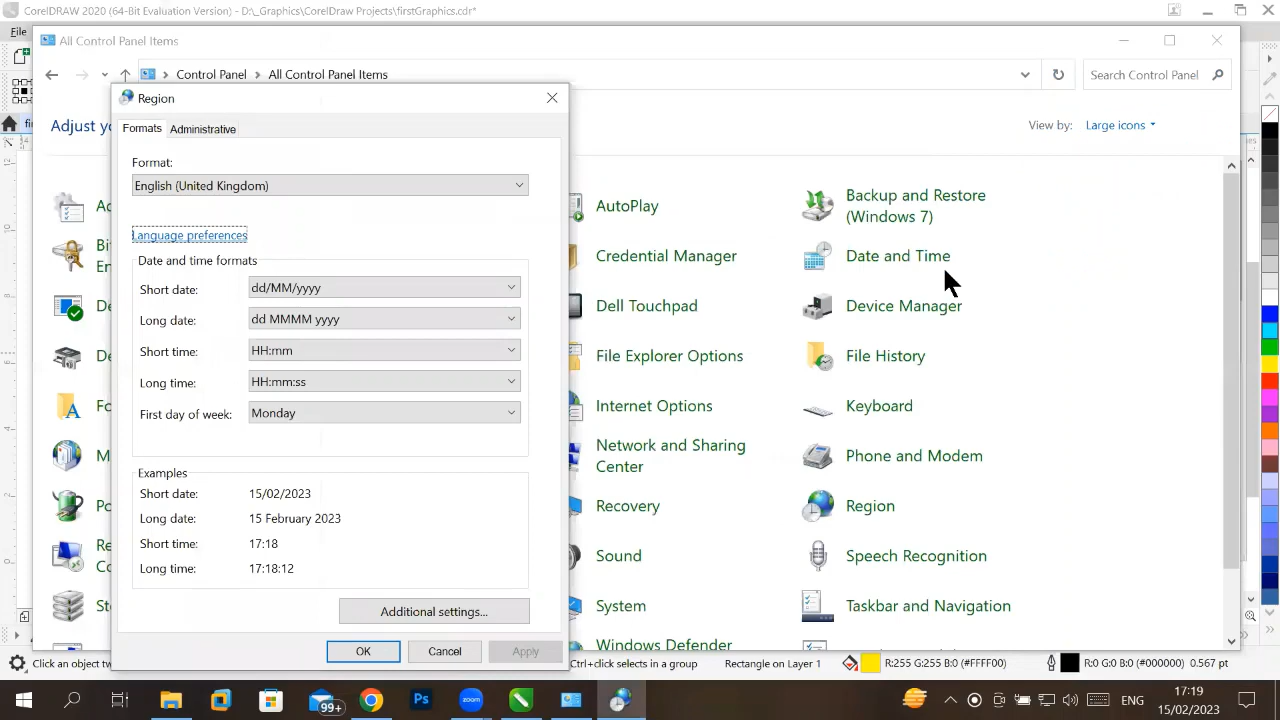 CorelDRAW 2020 (64-Bit Evaluation Version) - D:\_Graphics\CorelDraw Projects\firstGraphics.cdr*
File
All Control Panel Items
Control Panel > All Control Panel Items
Search Control Panel
Adjust
View by: Large icons
Region
Formats
Administrative
Format:
English (United Kingdom)
Language preferences
Date and time formats
Short date: dd/MM/yyyy
Long date: dd MMMM yyyy
Short time: HH:mm
Long time: HH:mm:ss
First day of week: Monday
Examples
Short date: 15/02/2023
Long date: 15 February 2023
Short time: 17:18
Long time: 17:18:12
Additional settings...
OK
Cancel
Apply
AutoPlay
Backup and Restore
(Windows 7)
Credential Manager
Date and Time
Dell Touchpad
Device Manager
File Explorer Options
File History
Internet Options
Keyboard
Network and Sharing
Center
Phone and Modem
Recovery
Region
Sound
Speech Recognition
System
Taskbar and Navigation
Windows Defender
Click an object tw
Ctrl+click selects in a group
Rectangle on Layer 1
R:255 G:255 B:0 (#FFFF00)
R:0 G:0 B:0 (#000000) 0.567 pt
99+
Ps
zoom
ENG
17:19
15/02/2023